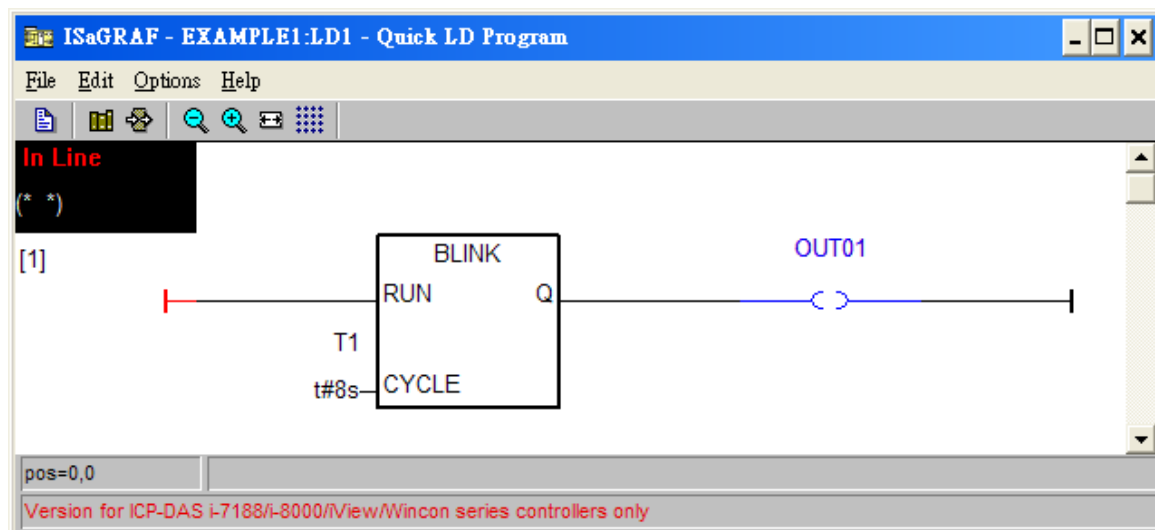 ISaGRAF - EXAMPLE1:LD1 - Quick LD Program
File Edit Options Help
In Line
(* *)
[1]
BLINK
OUT01
RUN Q
T1
t#8s CYCLE
pos=0,0
Version for ICP-DAS i-7188/i-8000/iView/Wincon series controllers only